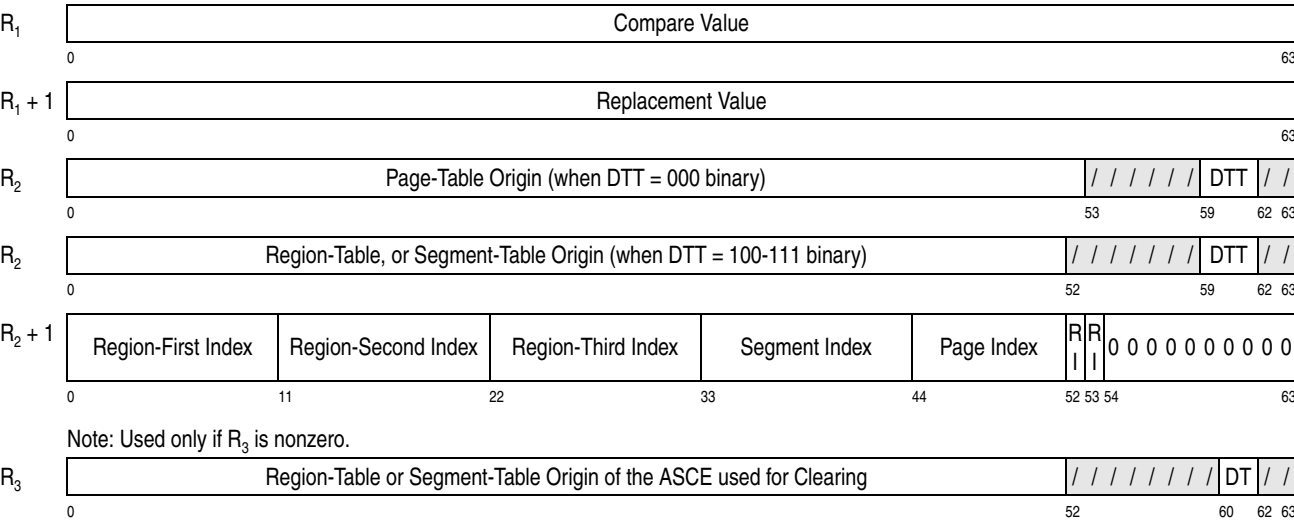 R1 Compare Value
0 63
R1 + 1 Replacement Value
0 63
R2 Page-Table Origin (when DTT = 000 binary) / / / / / / DTT / /
0 53 59 62 63
R2 Region-Table, or Segment-Table Origin (when DTT = 100-111 binary) / / / / / / / DTT / /
0 52 59 62 63
R2 + 1 Region-First Index Region-Second Index Region-Third Index Segment Index Page Index RI RI 0 0 0 0 0 0 0 0 0 0
0 11 22 33 44 52 53 54 63
Note: Used only if R3 is nonzero.
R3 Region-Table or Segment-Table Origin of the ASCE used for Clearing / / / / / / / / DT / /
0 52 60 62 63